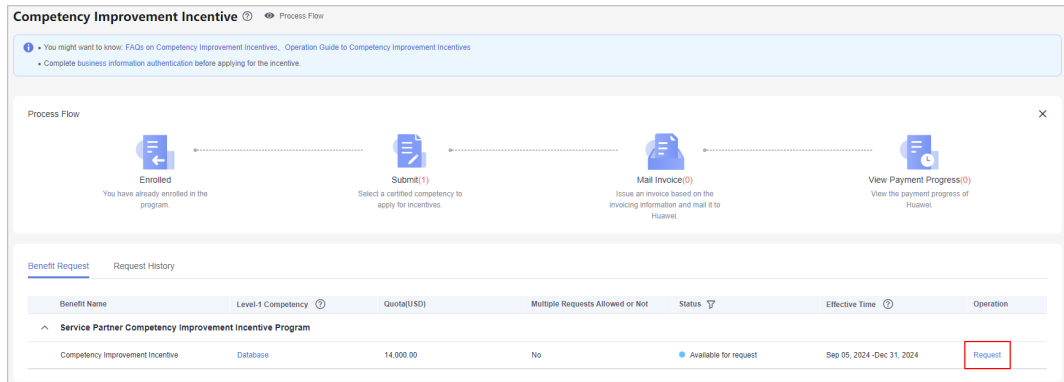 Competency Improvement Incentive ? Process Flow
i • You might want to know: FAQs on Competency Improvement Incentives、Operation Guide to Competency Improvement Incentives
• Complete business information authentication before applying for the incentive.
Process Flow ×
Enrolled Submit(1) Mail Invoice(0) View Payment Progress(0)
You have already enrolled in the Select a certified competency to Issue an invoice based on the View the payment progress of
program. apply for incentives. invoicing information and mail it to Huawei.
Huawei.
Benefit Request Request History
Benefit Name Level-1 Competency ? Quota(USD) Multiple Requests Allowed or Not Status Effective Time ? Operation
Service Partner Competency Improvement Incentive Program
Competency Improvement Incentive Database 14,000.00 No Available for request Sep 05, 2024 -Dec 31, 2024 Request